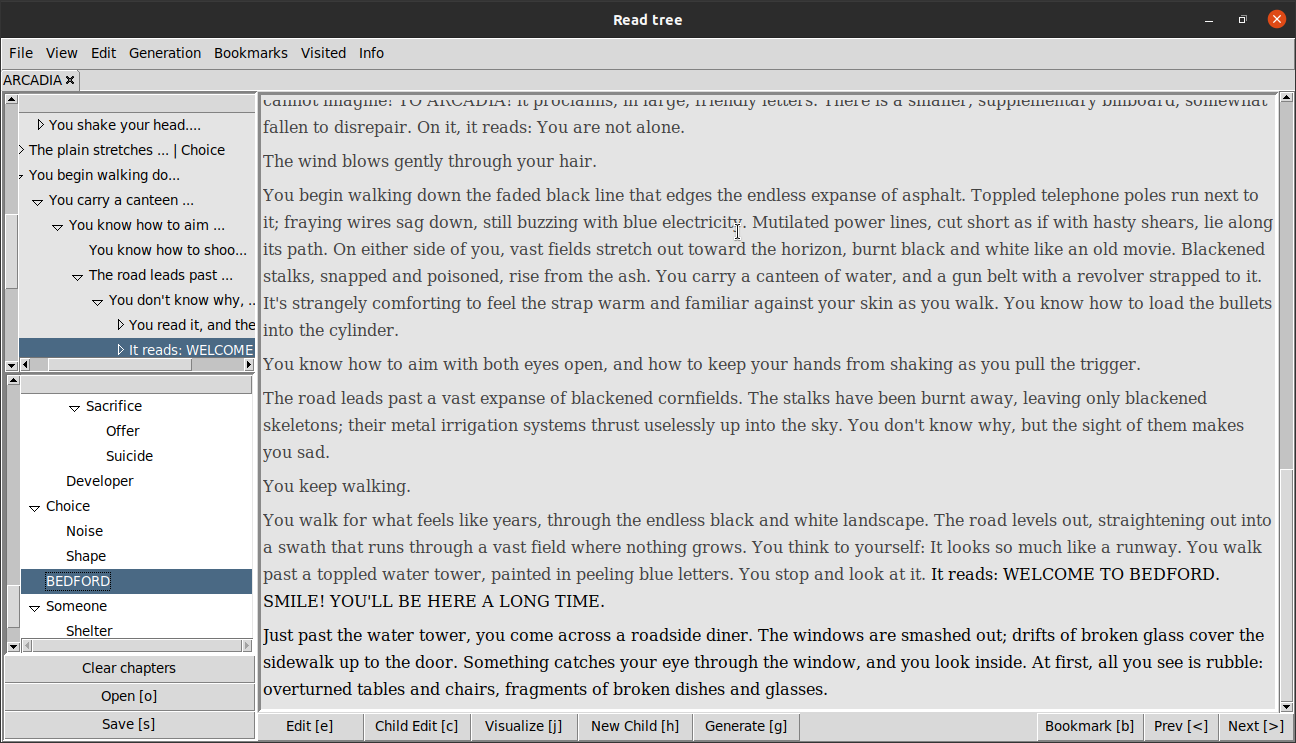 Read tree
File View Edit Generation Bookmarks Visited Info
ARCADIA
You shake your head....
The plain stretches ... | Choice
You begin walking do...
You carry a canteen ...
You know how to aim ...
You know how to shoo...
The road leads past ...
You don't know why, ..
You read it, and the
It reads: WELCOME
Sacrifice
Offer
Suicide
Developer
Choice
Noise
Shape
BEDFORD
Someone
Shelter
Clear chapters
Open [o]
Save [s]
cannot imagine! TO ARCADIA! it proclaims, in large, friendly letters. There is a smaller, supplementary billboard, somewhat
fallen to disrepair. On it, it reads: You are not alone.
The wind blows gently through your hair.
You begin walking down the faded black line that edges the endless expanse of asphalt. Toppled telephone poles run next to
it; fraying wires sag down, still buzzing with blue electricity. Mutilated power lines, cut short as if with hasty shears, lie along
its path. On either side of you, vast fields stretch out toward the horizon, burnt black and white like an old movie. Blackened
stalks, snapped and poisoned, rise from the ash. You carry a canteen of water, and a gun belt with a revolver strapped to it.
It's strangely comforting to feel the strap warm and familiar against your skin as you walk. You know how to load the bullets
into the cylinder.
You know how to aim with both eyes open, and how to keep your hands from shaking as you pull the trigger.
The road leads past a vast expanse of blackened cornfields. The stalks have been burnt away, leaving only blackened
skeletons; their metal irrigation systems thrust uselessly up into the sky. You don't know why, but the sight of them makes
you sad.
You keep walking.
You walk for what feels like years, through the endless black and white landscape. The road levels out, straightening out into
a swath that runs through a vast field where nothing grows. You think to yourself: It looks so much like a runway. You walk
past a toppled water tower, painted in peeling blue letters. You stop and look at it. It reads: WELCOME TO BEDFORD.
SMILE! YOU'LL BE HERE A LONG TIME.
Just past the water tower, you come across a roadside diner. The windows are smashed out; drifts of broken glass cover the
sidewalk up to the door. Something catches your eye through the window, and you look inside. At first, all you see is rubble:
overturned tables and chairs, fragments of broken dishes and glasses.
Edit [e] Child Edit [c] Visualize [j] New Child [h] Generate [g] Bookmark [b] Prev [<] Next [>]